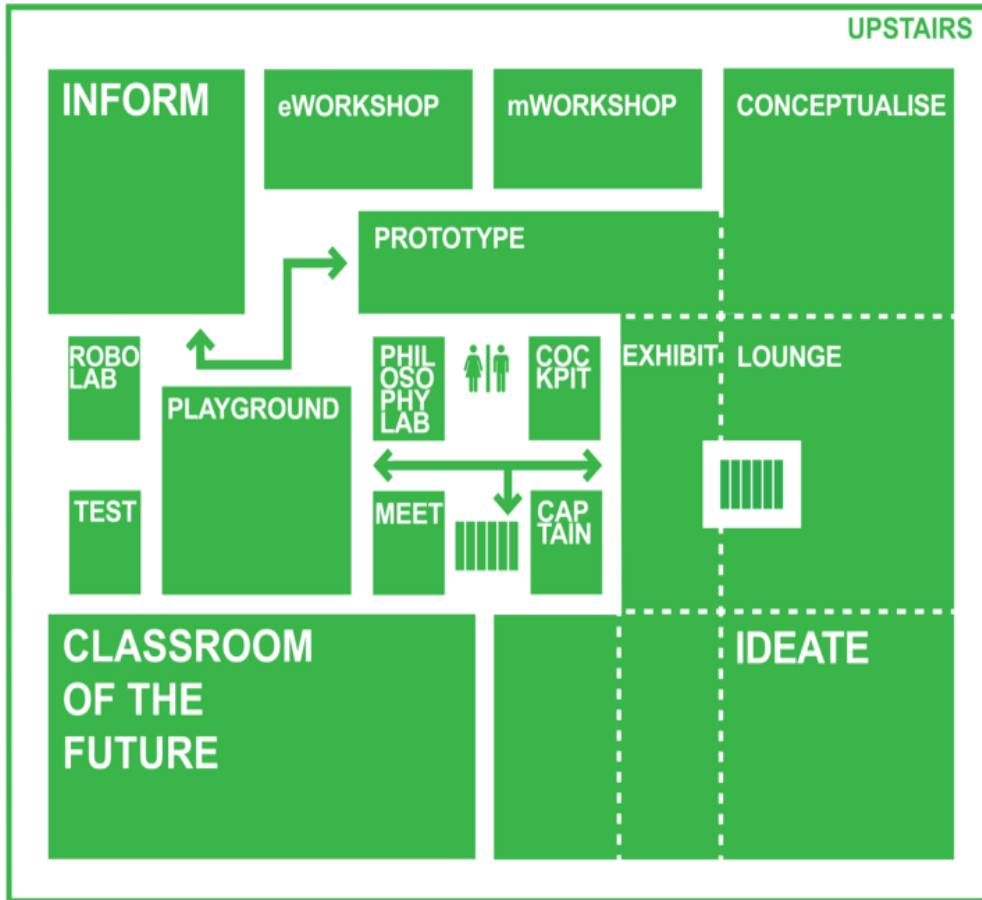 UPSTAIRS
INFORM
eWORKSHOP
mWORKSHOP
CONCEPTUALISE
PROTOTYPE
ROBO
LAB
PHIL
OSO
PHY
LAB
COC
KPIT
EXHIBIT
LOUNGE
PLAYGROUND
TEST
MEET
CAP
TAIN
CLASSROOM
OF THE
FUTURE
IDEATE